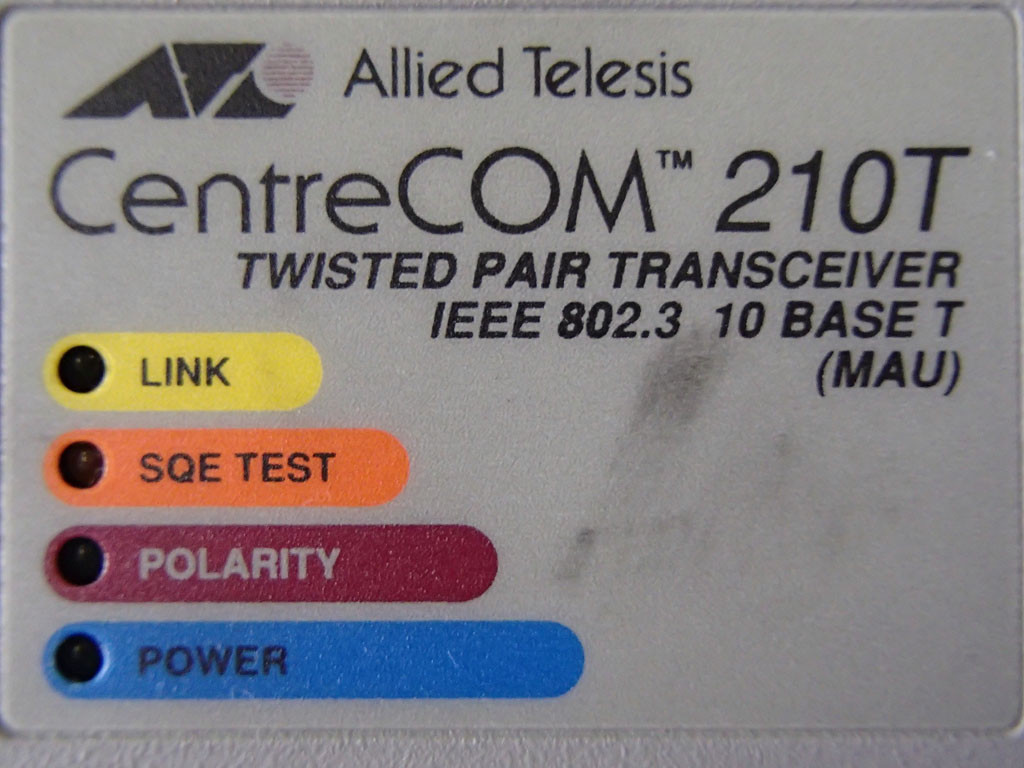 Allied Telesis
CentreCOM™ 210T
TWISTED PAIR TRANSCEIVER
IEEE 802.3 10 BASE T
(MAU)
LINK
SQE TEST
POLARITY
POWER